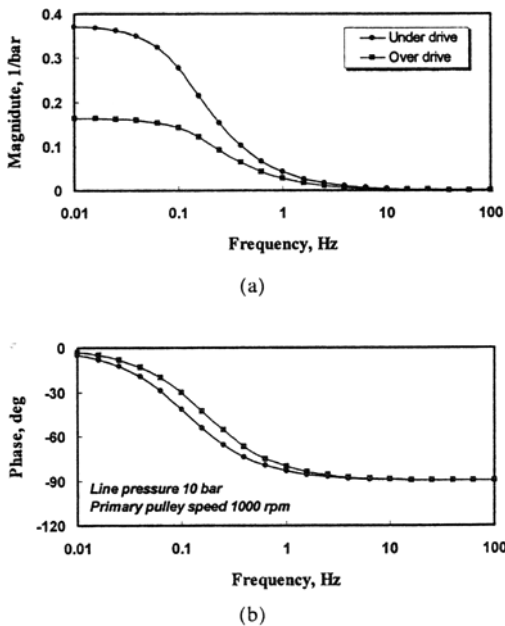 0.4
0.3
0.2
0.1
0
Magnidute, 1/bar
Under drive
Over drive
0.01 0.1 1 10 100
Frequency, Hz
(a)
0
-30
-60
-90
-120
Phase, deg
Line pressure 10 bar
Primary pulley speed 1000 rpm
0.01 0.1 1 10 100
Frequency, Hz
(b)